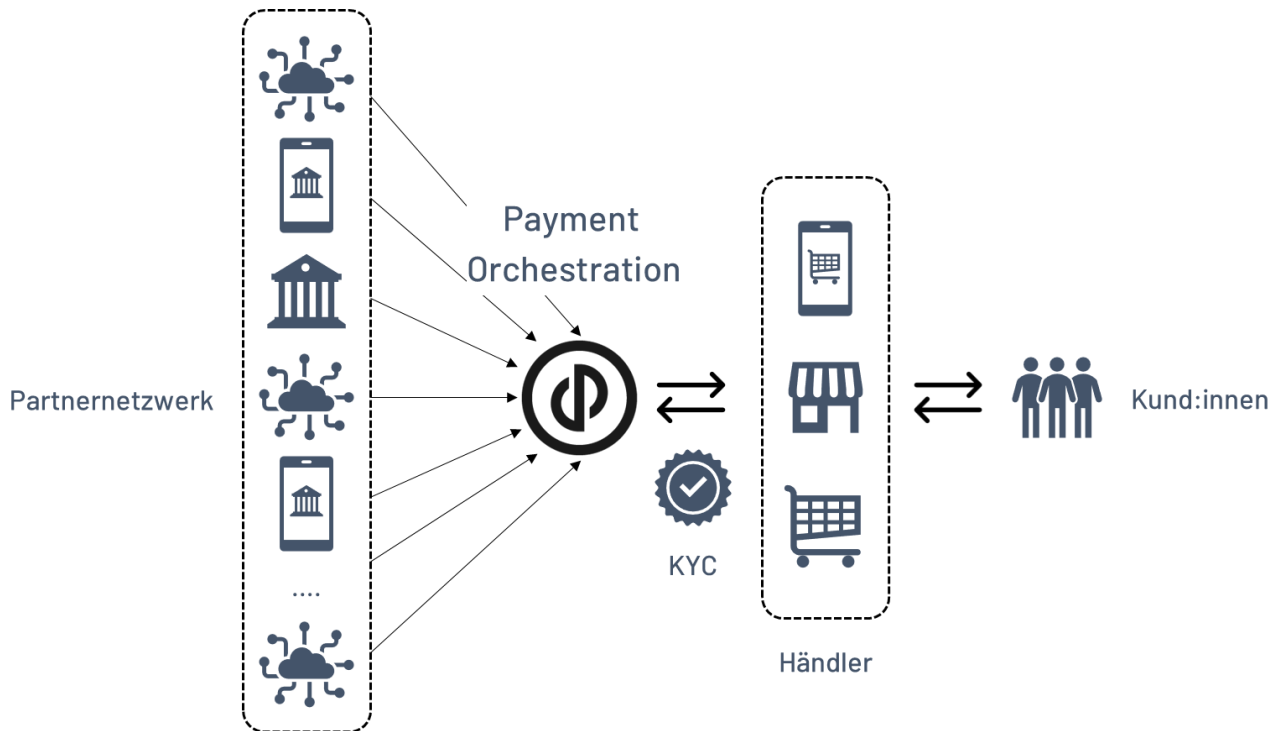 Payment
Orchestration
Partnernetzwerk
Kund:innen
KYC
....
Händler